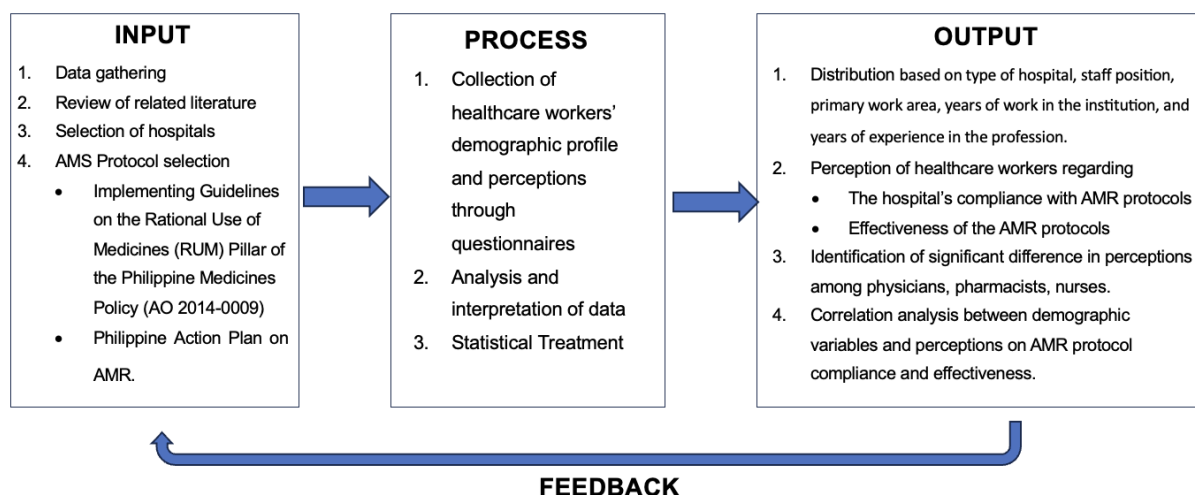 INPUT
1. Data gathering
2. Review of related literature
3. Selection of hospitals
4. AMS Protocol selection
• Implementing Guidelines
on the Rational Use of
Medicines (RUM) Pillar of
the Philippine Medicines
Policy (AO 2014-0009)
• Philippine Action Plan on
AMR.
PROCESS
1. Collection of
healthcare workers’
demographic profile
and perceptions
through
questionnaires
2. Analysis and
interpretation of data
3. Statistical Treatment
OUTPUT
1. Distribution based on type of hospital, staff position,
primary work area, years of work in the institution, and
years of experience in the profession.
2. Perception of healthcare workers regarding
• The hospital’s compliance with AMR protocols
• Effectiveness of the AMR protocols
3. Identification of significant difference in perceptions
among physicians, pharmacists, nurses.
4. Correlation analysis between demographic
variables and perceptions on AMR protocol
compliance and effectiveness.
FEEDBACK